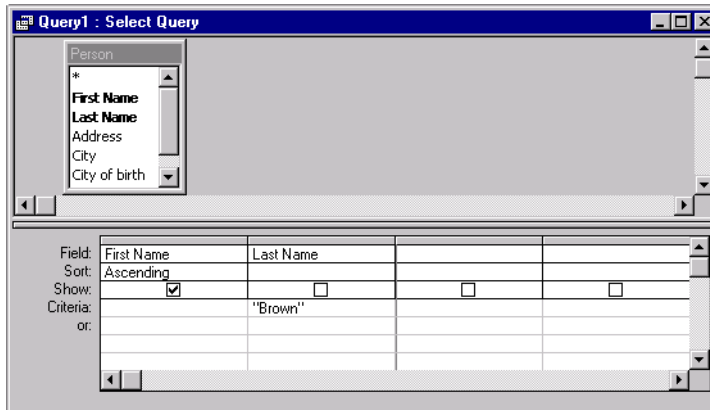 Query1 : Select Query
Person
*
First Name
Last Name
Address
City
City of birth
Field: First Name Last Name
Sort: Ascending
Show:
Criteria: "Brown"
or: